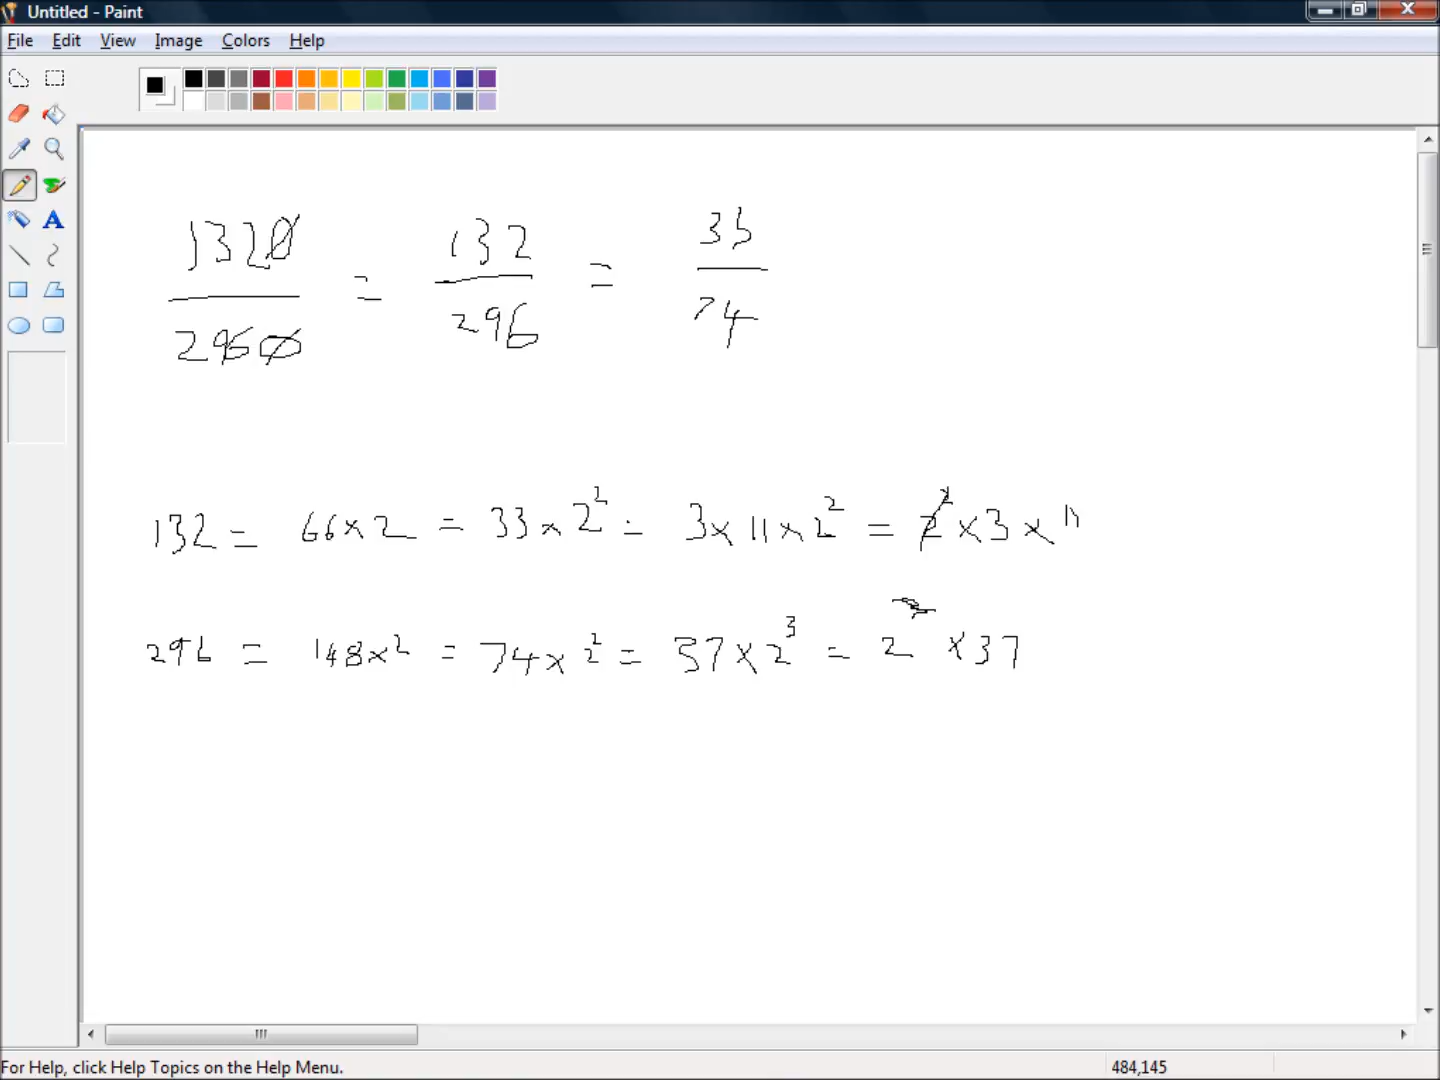 Untitled - Paint
File Edit View Image Colors Help
1320 = 132 = 33
2960 296 74
132 = 66 × 2 = 33 × 2² = 3 × 11 × 2² = 2² × 3 × 11
296 = 148 × 2 = 74 × 2² = 37 × 2³ = 2 × 37
For Help, click Help Topics on the Help Menu.
484,145